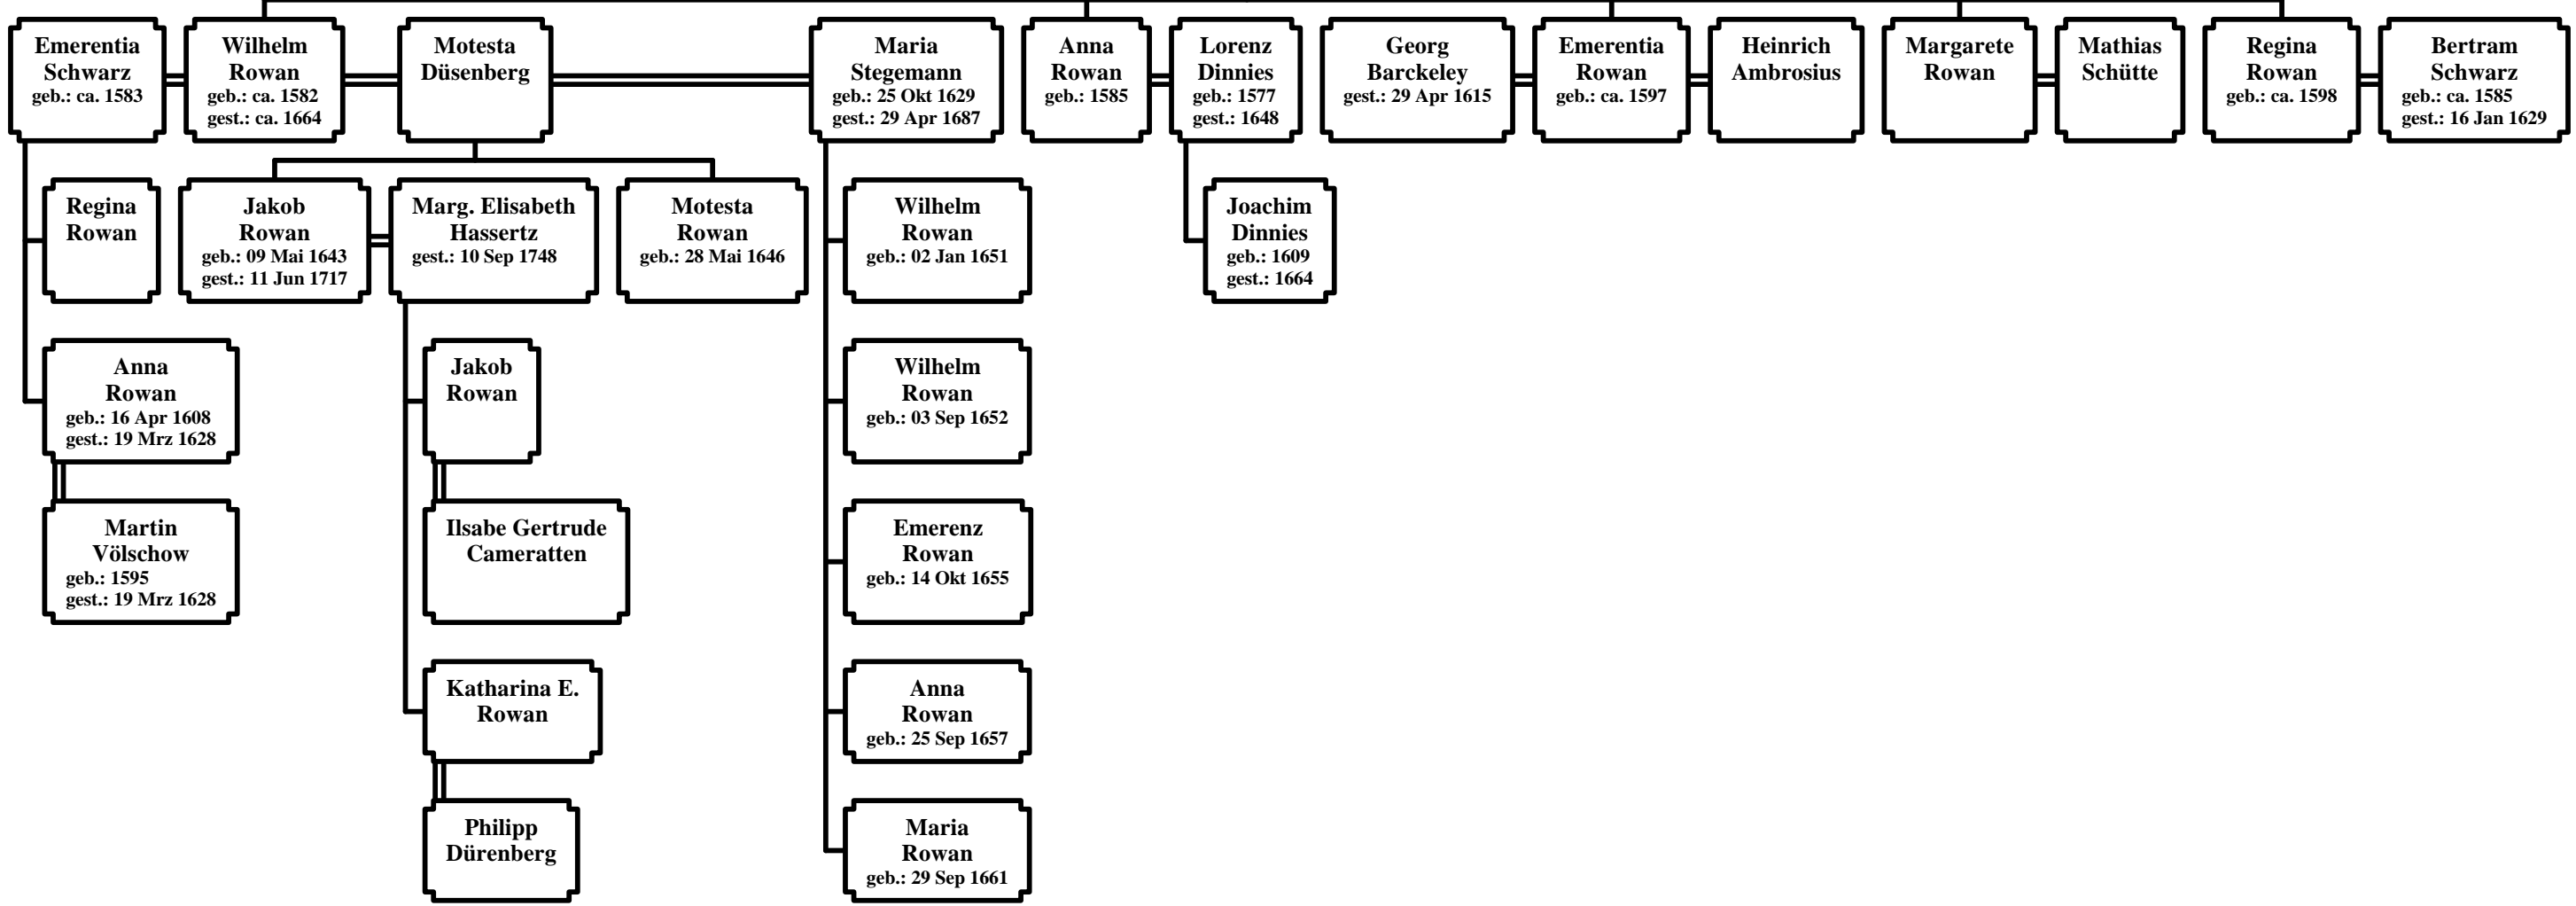 Emerentia
Schwarz
geb.: ca. 1583
Wilhelm
Rowan
geb.: ca. 1582
gest.: ca. 1664
Motesta
Düsenberg
Maria
Stegemann
geb.: 25 Okt 1629
gest.: 29 Apr 1687
Anna
Rowan
geb.: 1585
Lorenz
Dinnies
geb.: 1577
gest.: 1648
Georg
Barckeley
gest.: 29 Apr 1615
Emerentia
Rowan
geb.: ca. 1597
Heinrich
Ambrosius
Margarete
Rowan
Mathias
Schütte
Regina
Rowan
geb.: ca. 1598
Bertram
Schwarz
geb.: ca. 1585
gest.: 16 Jan 1629
Regina
Rowan
Jakob
Rowan
geb.: 09 Mai 1643
gest.: 11 Jun 1717
Marg. Elisabeth
Hassertz
gest.: 10 Sep 1748
Motesta
Rowan
geb.: 28 Mai 1646
Wilhelm
Rowan
geb.: 02 Jan 1651
Joachim
Dinnies
geb.: 1609
gest.: 1664
Anna
Rowan
geb.: 16 Apr 1608
gest.: 19 Mrz 1628
Jakob
Rowan
Wilhelm
Rowan
geb.: 03 Sep 1652
Martin
Völschow
geb.: 1595
gest.: 19 Mrz 1628
Ilsabe Gertrude
Cameratten
Emerenz
Rowan
geb.: 14 Okt 1655
Katharina E.
Rowan
Anna
Rowan
geb.: 25 Sep 1657
Philipp
Dürenberg
Maria
Rowan
geb.: 29 Sep 1661